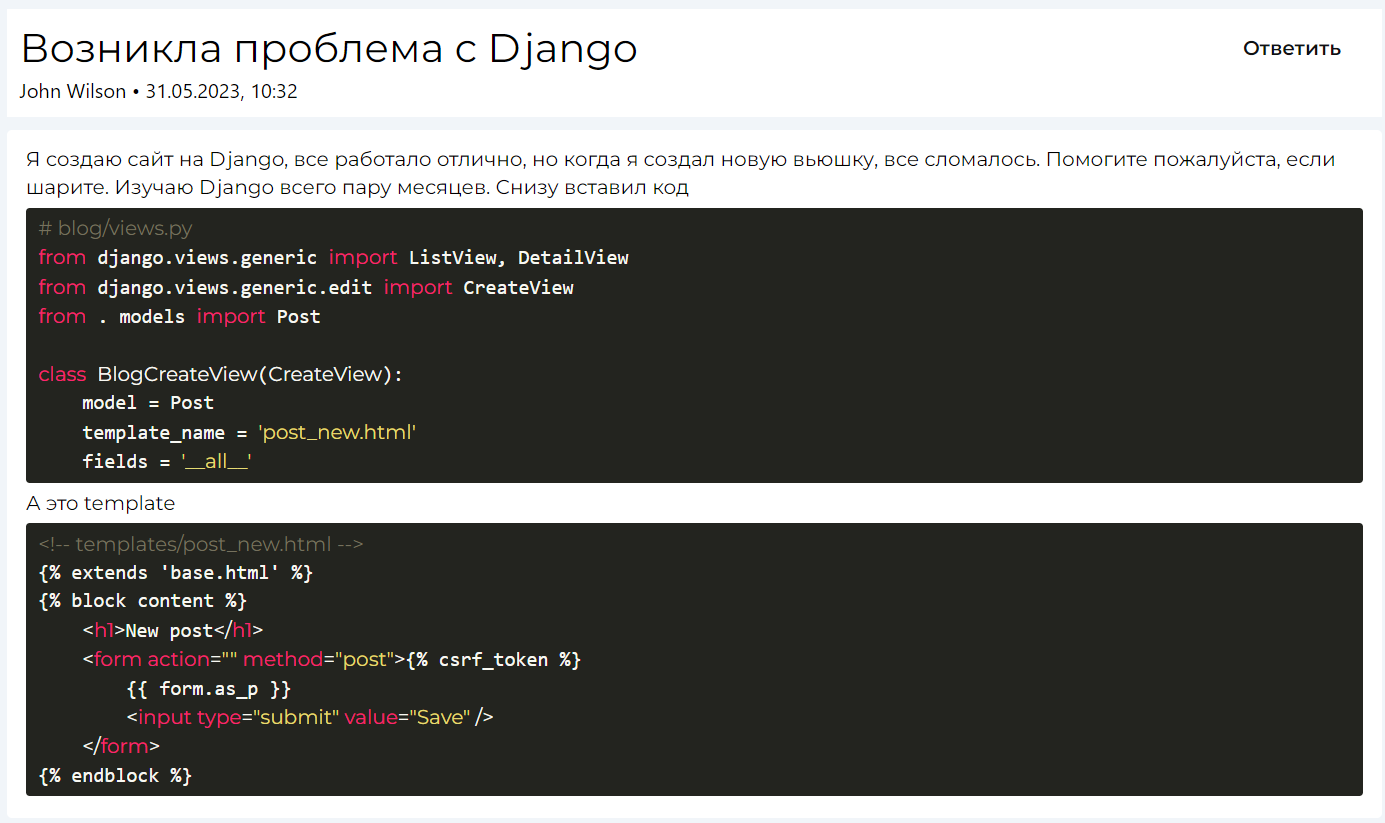 Возникла проблема с Django
Ответить
John Wilson • 31.05.2023, 10:32
Я создаю сайт на Django, все работало отлично, но когда я создал новую вьюшку, все сломалось. Помогите пожалуйста, если
шарите. Изучаю Django всего пару месяцев. Снизу вставил код
# blog/views.py
from django.views.generic import ListView, DetailView
from django.views.generic.edit import CreateView
from . models import Post
class BlogCreateView(CreateView):
    model = Post
    template_name = 'post_new.html'
    fields = '__all__'
А это template
<!-- templates/post_new.html -->
{% extends 'base.html' %}
{% block content %}
    <h1>New post</h1>
    <form action="" method="post">{% csrf_token %}
        {{ form.as_p }}
        <input type="submit" value="Save" />
    </form>
{% endblock %}